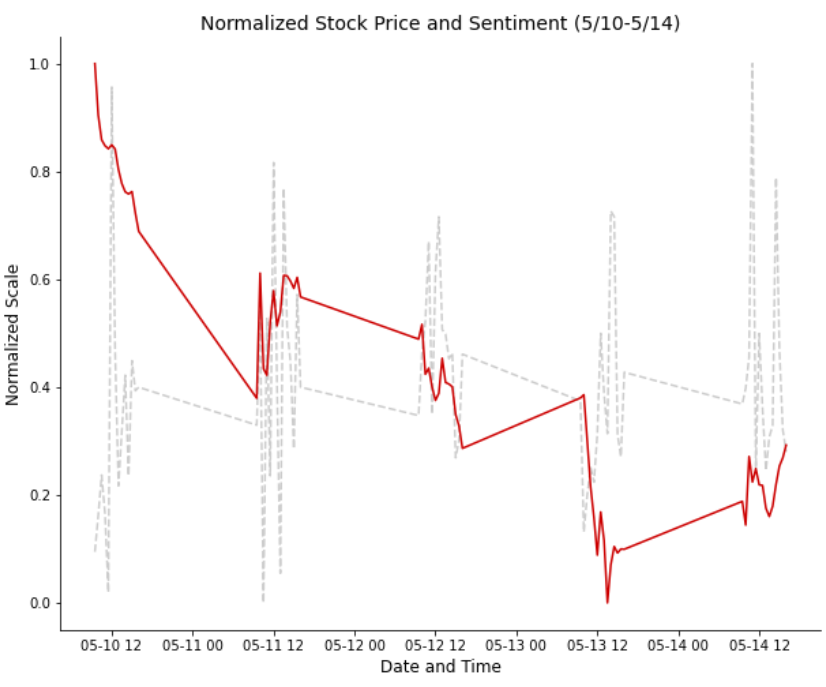 Normalized Stock Price and Sentiment (5/10-5/14)
1.0
0.8
0.6
0.4
0.2
0.0
Normalized Scale
05-10 12 05-11 00 05-11 12 05-12 00 05-12 12 05-13 00 05-13 12 05-14 00 05-14 12
Date and Time